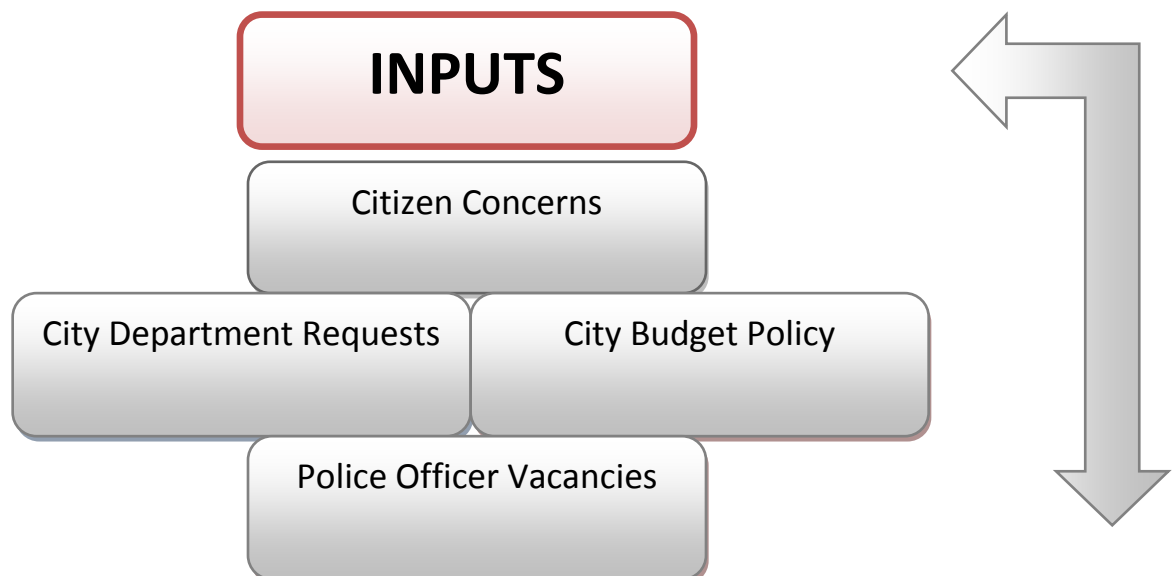 INPUTS
Citizen Concerns
City Department Requests
City Budget Policy
Police Officer Vacancies